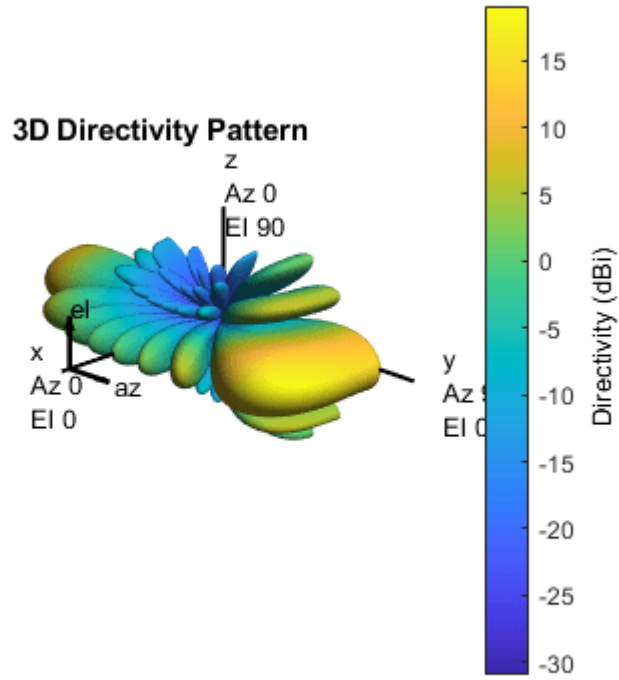 3D Directivity Pattern
z
Az 0
El 90
el
x
Az 0
El 0
az
y
Az 9
El 0
15
10
5
0
-5
-10
-15
-20
-25
-30
Directivity (dBi)